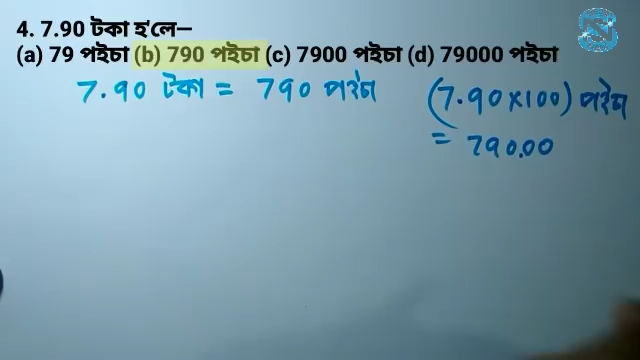 4. 7.90 টকা হ'লে—
(a) 79 পইচা (b) 790 পইচা (c) 7900 পইচা (d) 79000 পইচা
7.90 টকা = 790 পইচা
(7.90×100) পইচা
= 790.00